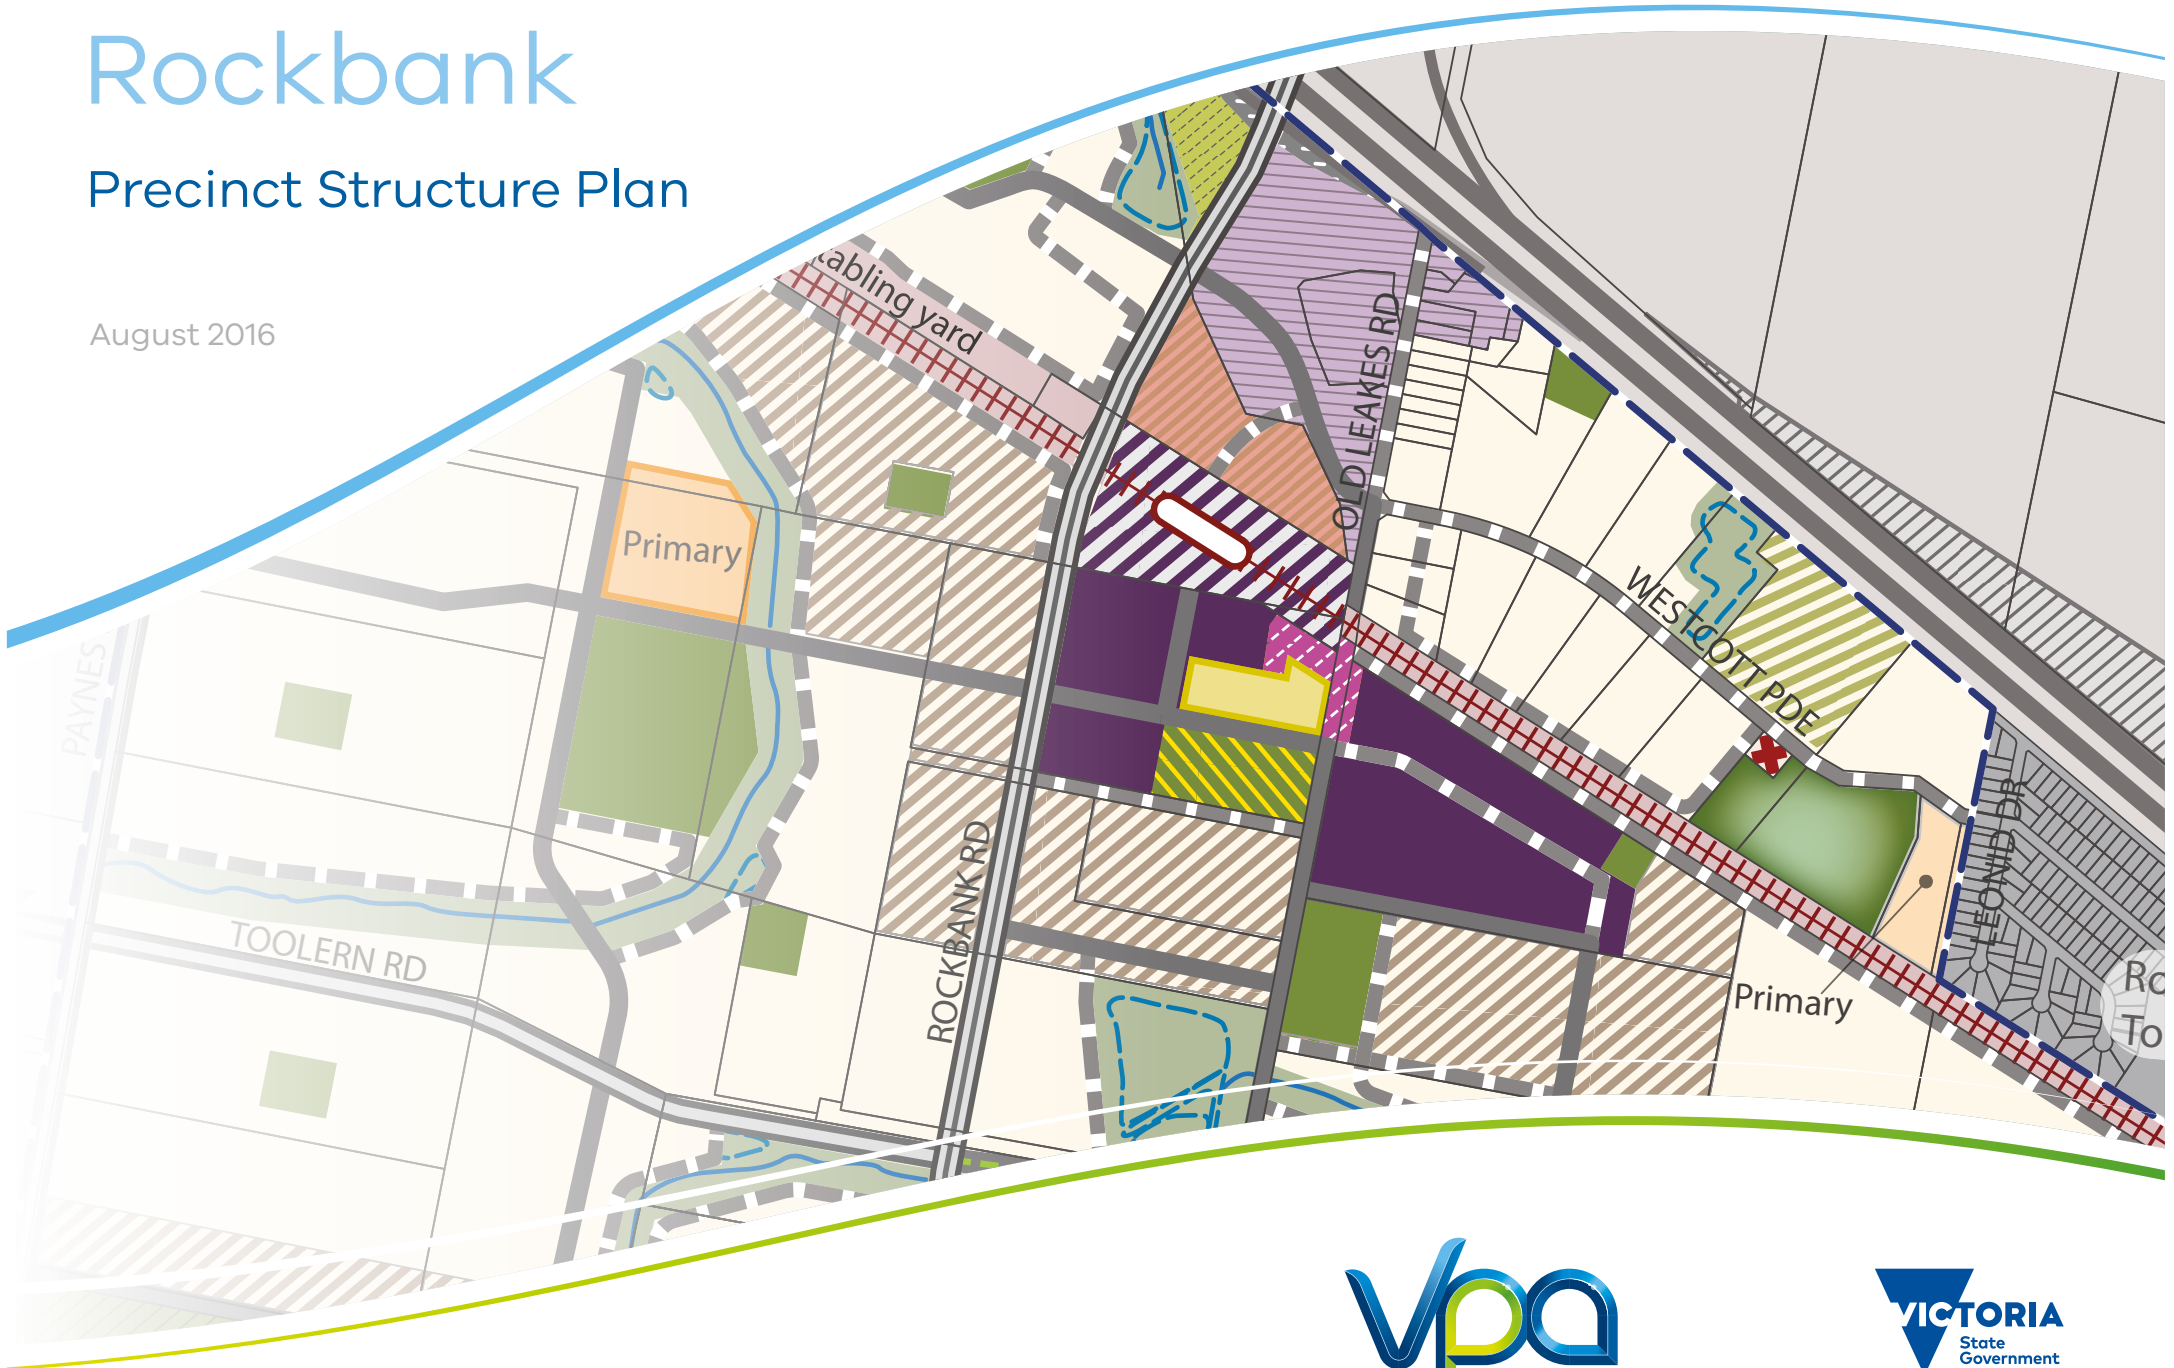 Rockbank
Precinct Structure Plan
August 2016
tabling yard
OLD LEAKES RD
Primary
WESTCOTT PDE
PAYNES
LEONID DR
ROCKBANK RD
TOOLERN RD
Primary
Ro
To
vpa
VICTORIA
State
Government